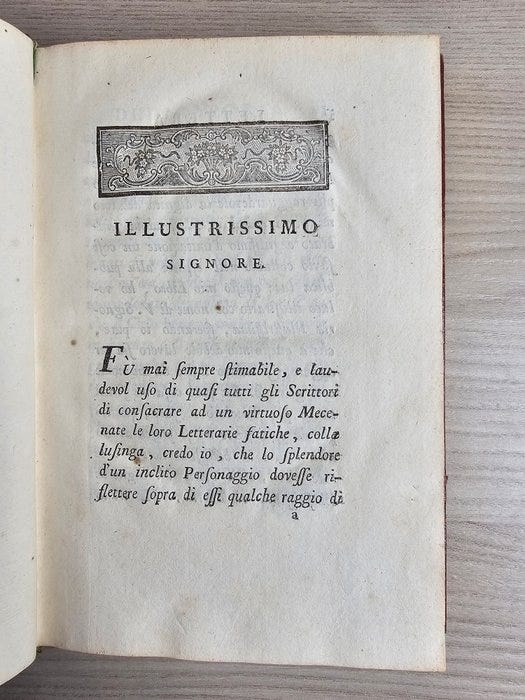 ILLUSTRISSIMO
SIGNORE.
FÙ mai ſempre ſtimabile, e lau-
devol uſo di quaſi tutti gli Scrittori
di conſacrare ad un virtuoſo Mece-
nate le loro Letterarie fatiche, colla
luſinga, credo io, che lo ſplendore
d'un inclito Perſonaggio doveſſe ri-
flettere ſopra di eſſi qualche raggio di
a